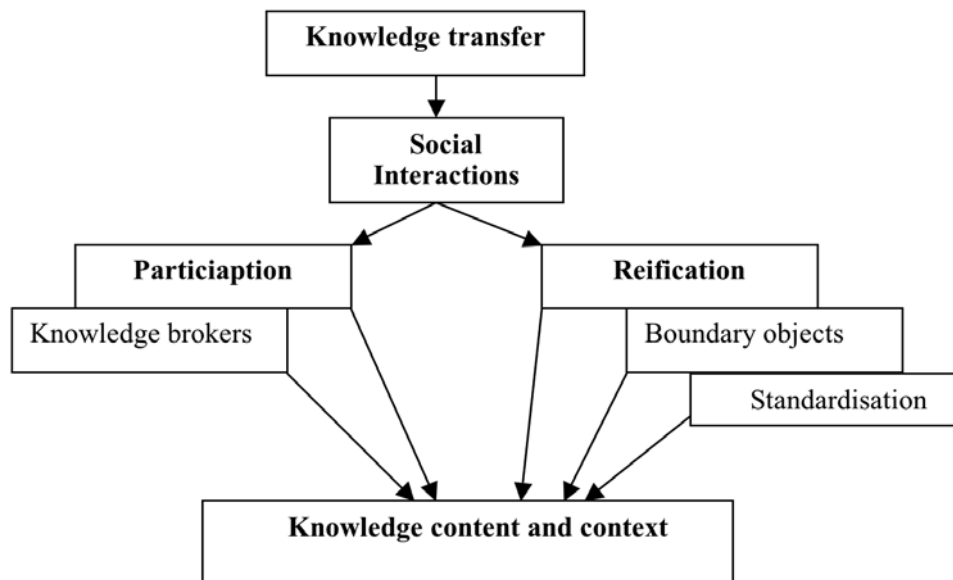 Knowledge transfer
Social
Interactions
Particiaption
Reification
Knowledge brokers
Boundary objects
Standardisation
Knowledge content and context